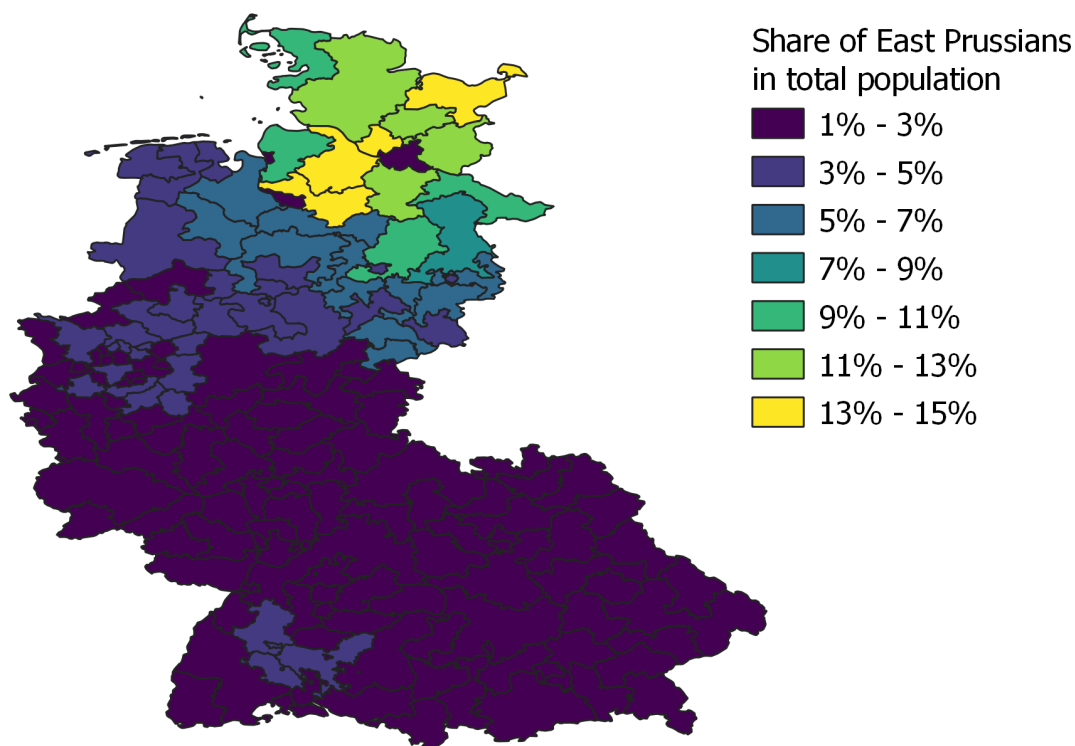 Share of East Prussians
in total population
1% - 3%
3% - 5%
5% - 7%
7% - 9%
9% - 11%
11% - 13%
13% - 15%